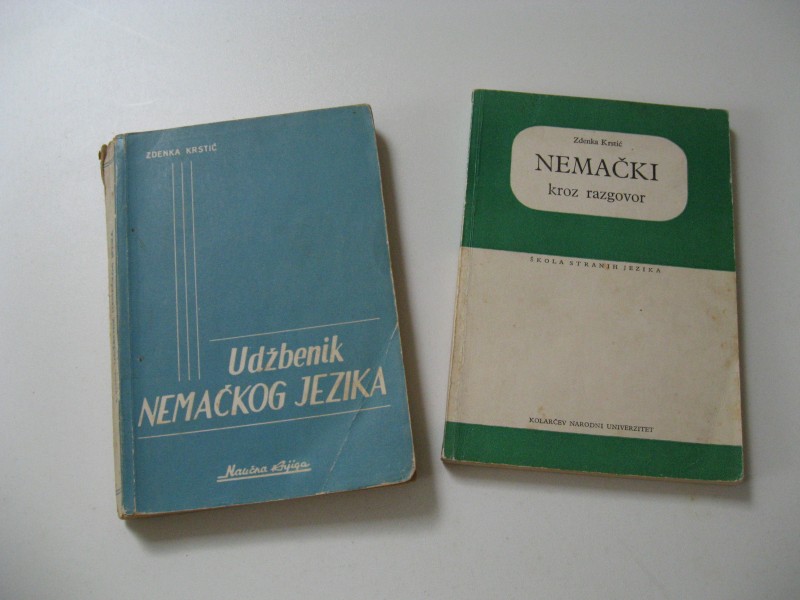 ZDENKA KRSTIĆ
Udžbenik
NEMAČKOG JEZIKA
Naučna knjiga
Zdenka Krstić
NEMAČKI
kroz razgovor
ŠKOLA STRANIH JEZIKA
KOLARČEV NARODNI UNIVERZITET